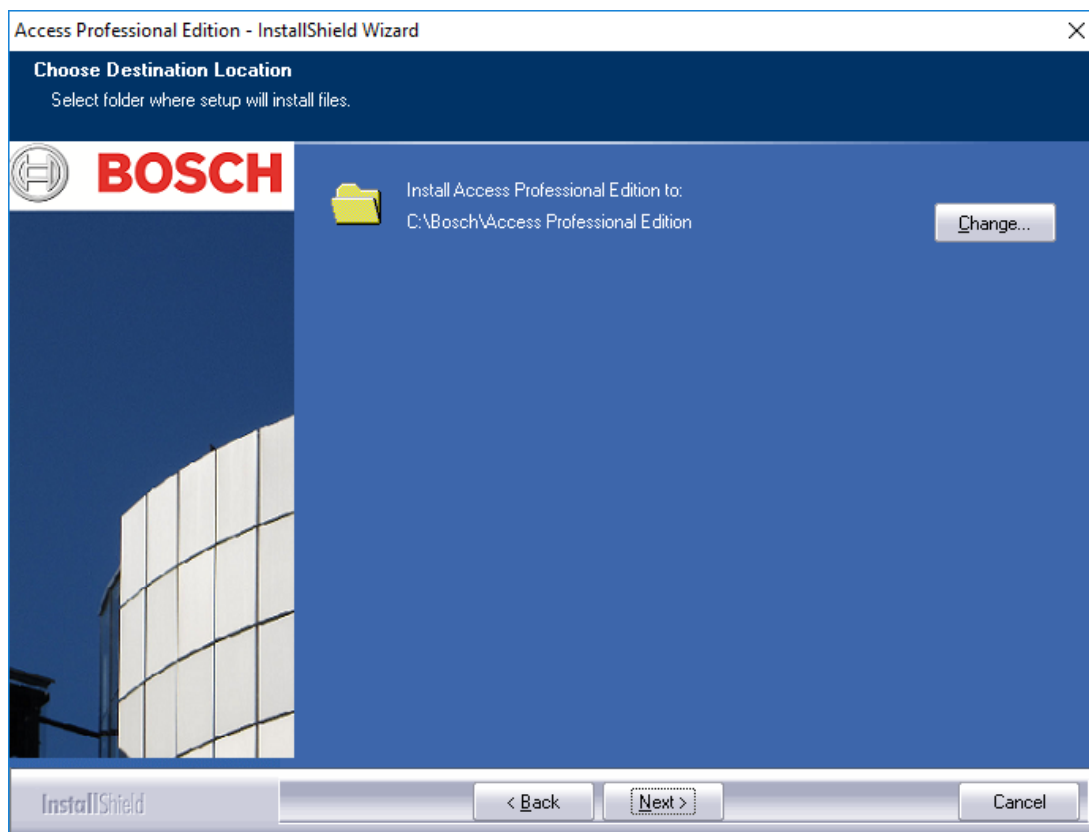 Access Professional Edition - InstallShield Wizard
Choose Destination Location
Select folder where setup will install files.
BOSCH
Install Access Professional Edition to:
C:\Bosch\Access Professional Edition
Change...
InstallShield
< Back
Next >
Cancel